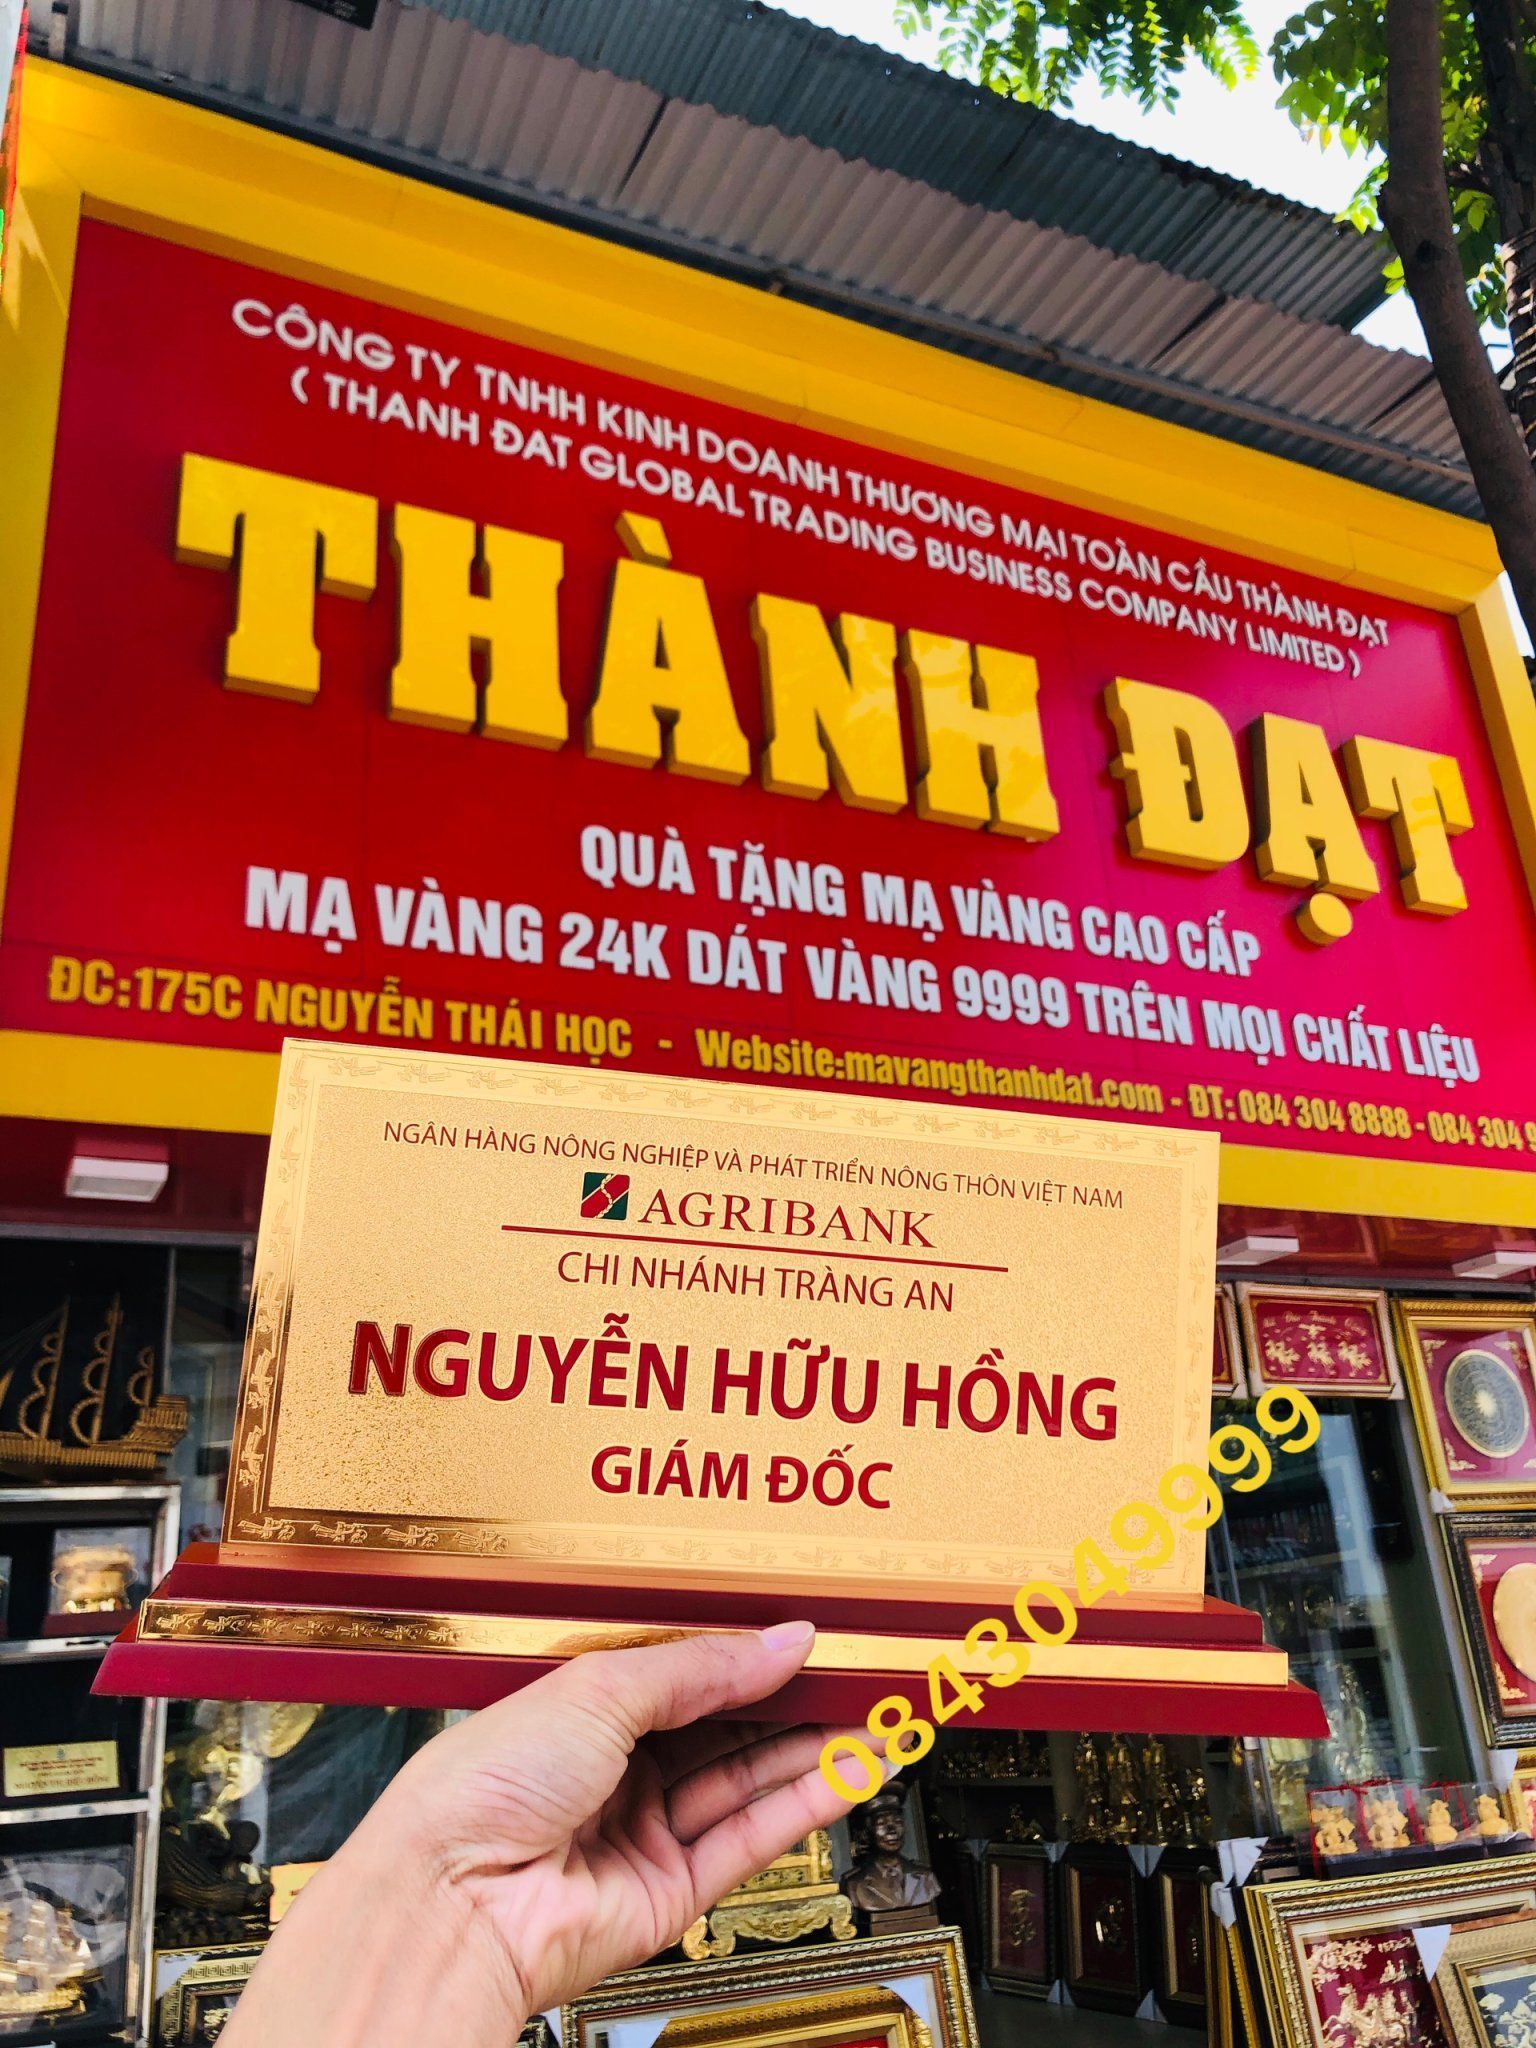 CÔNG TY TNHH KINH DOANH THƯƠNG MẠI TOÀN CẦU THÀNH ĐẠT
( THANH ĐAT GLOBAL TRADING BUSINESS COMPANY LIMITED )
THÀNH ĐẠT
QUÀ TẶNG MẠ VÀNG CAO CẤP
MẠ VÀNG 24K DÁT VÀNG 9999 TRÊN MỌI CHẤT LIỆU
ĐC:175C NGUYỄN THÁI HỌC - Website:mavangthanhdat.com - ĐT: 084 304 8888 - 084 304 9
NGÂN HÀNG NÔNG NGHIỆP VÀ PHÁT TRIỂN NÔNG THÔN VIỆT NAM
AGRIBANK
CHI NHÁNH TRÀNG AN
NGUYỄN HỮU HỒNG
GIÁM ĐỐC
0843049999